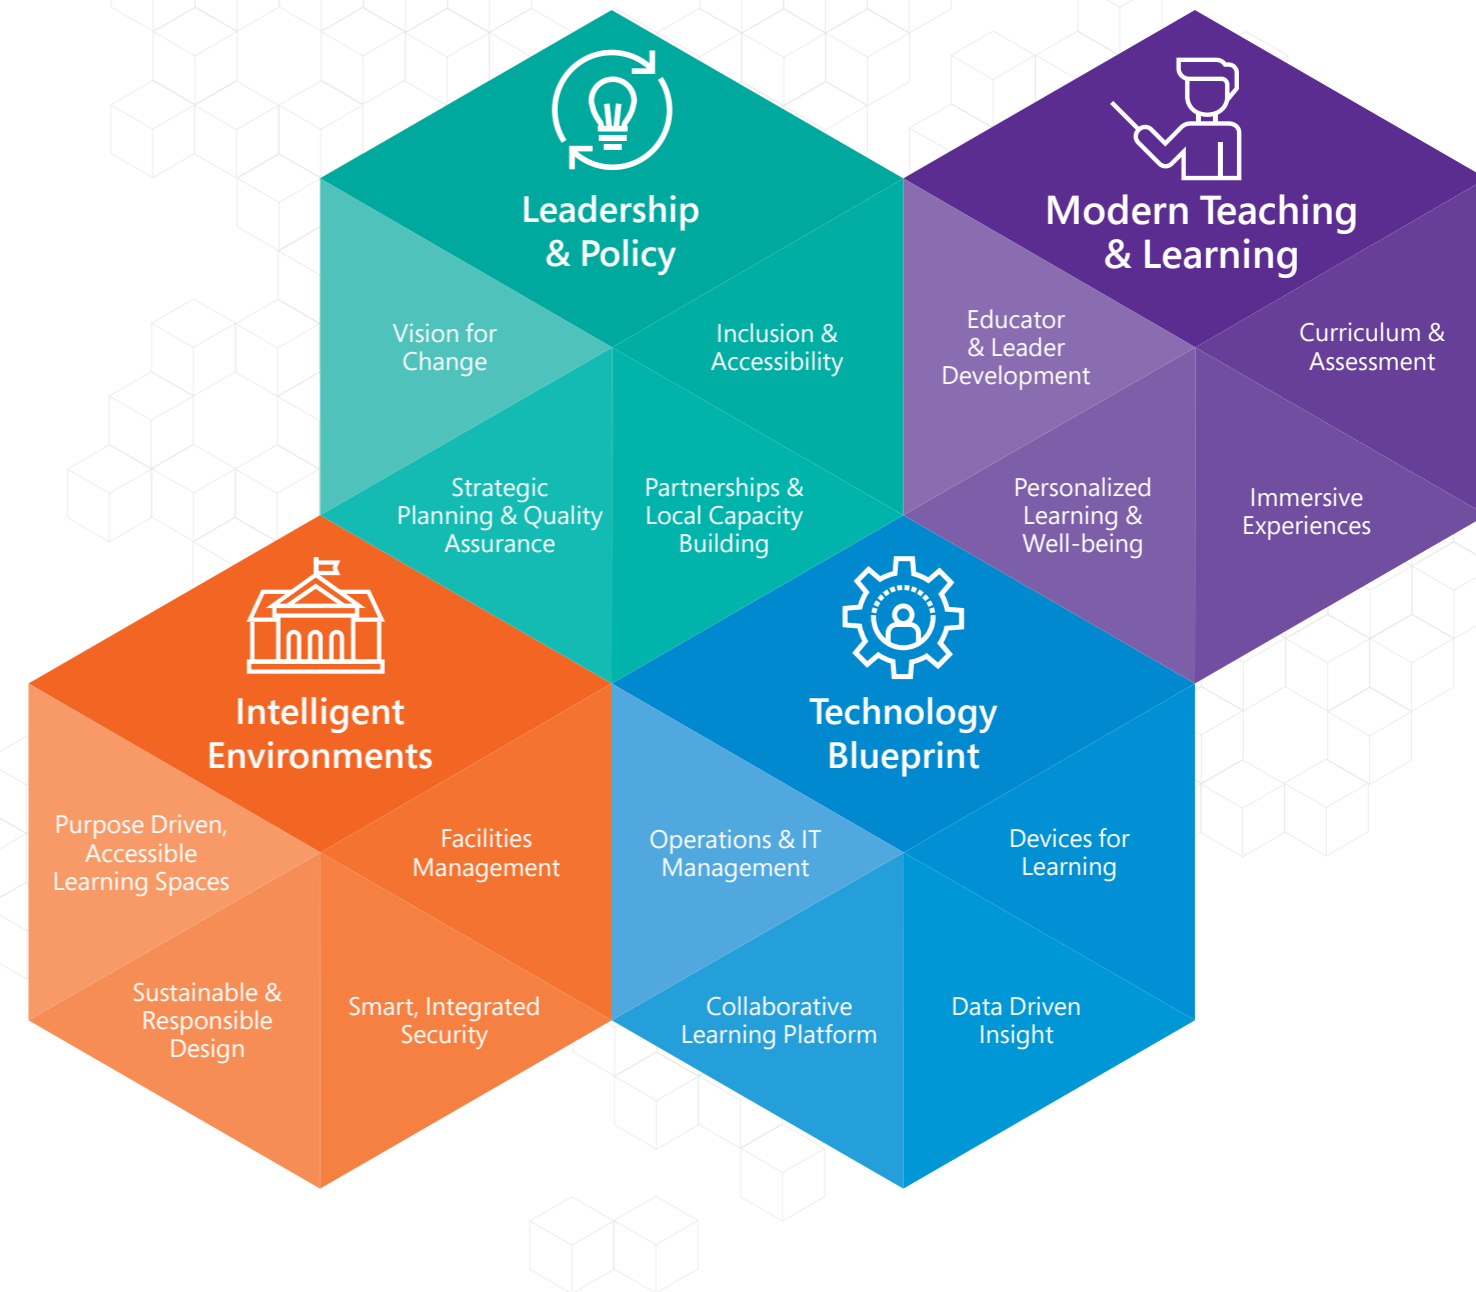 Leadership
& Policy
Vision for
Change
Inclusion &
Accessibility
Strategic
Planning & Quality
Assurance
Partnerships &
Local Capacity
Building
Modern Teaching
& Learning
Educator
& Leader
Development
Curriculum &
Assessment
Personalized
Learning &
Well-being
Immersive
Experiences
Intelligent
Environments
Purpose Driven,
Accessible
Learning Spaces
Facilities
Management
Sustainable &
Responsible
Design
Smart, Integrated
Security
Technology
Blueprint
Operations & IT
Management
Devices for
Learning
Collaborative
Learning Platform
Data Driven
Insight